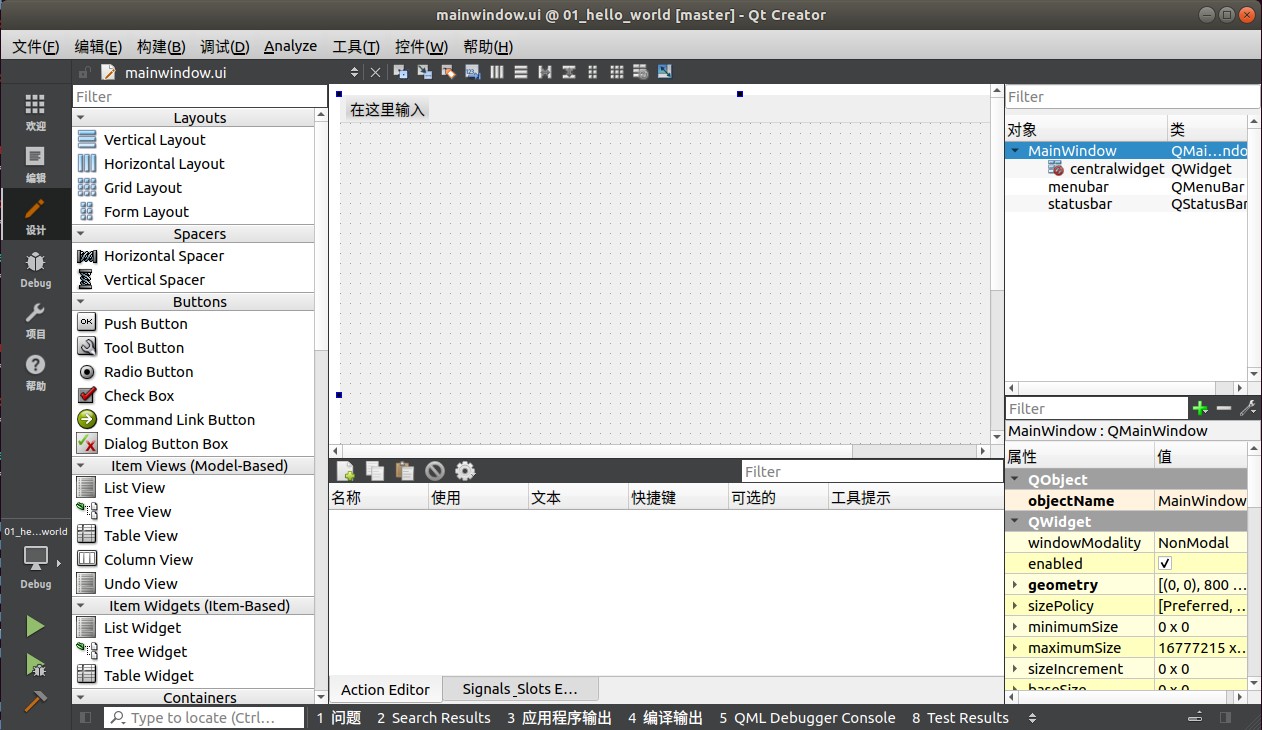 mainwindow.ui @ 01_hello_world [master] - Qt Creator
文件(F) 编辑(E) 构建(B) 调试(D) Analyze 工具(T) 控件(W) 帮助(H)
mainwindow.ui
欢迎
编辑
设计
Debug
项目
帮助
01_he...world
Debug
Filter
Layouts
Vertical Layout
Horizontal Layout
Grid Layout
Form Layout
Spacers
Horizontal Spacer
Vertical Spacer
Buttons
OK Push Button
Tool Button
Radio Button
Check Box
Command Link Button
Dialog Button Box
Item Views (Model-Based)
List View
Tree View
Table View
Column View
Undo View
Item Widgets (Item-Based)
List Widget
Tree Widget
Table Widget
Containers
在这里输入
Filter
名称 使用 文本 快捷键 可选的 工具提示
Action Editor Signals_Slots E...
Filter
对象 类
MainWindow QMai...ndo
centralwidget QWidget
menubar QMenuBar
statusbar QStatusBar
Filter
MainWindow : QMainWindow
属性 值
QObject
objectName MainWindow
QWidget
windowModality NonModal
enabled
geometry [(0, 0), 800 ...
sizePolicy [Preferred, ...
minimumSize 0 x 0
maximumSize 16777215 x...
sizeIncrement 0 x 0
baseSize 0 x 0
Type to locate (Ctrl... 1 问题 2 Search Results 3 应用程序输出 4 编译输出 5 QML Debugger Console 8 Test Results